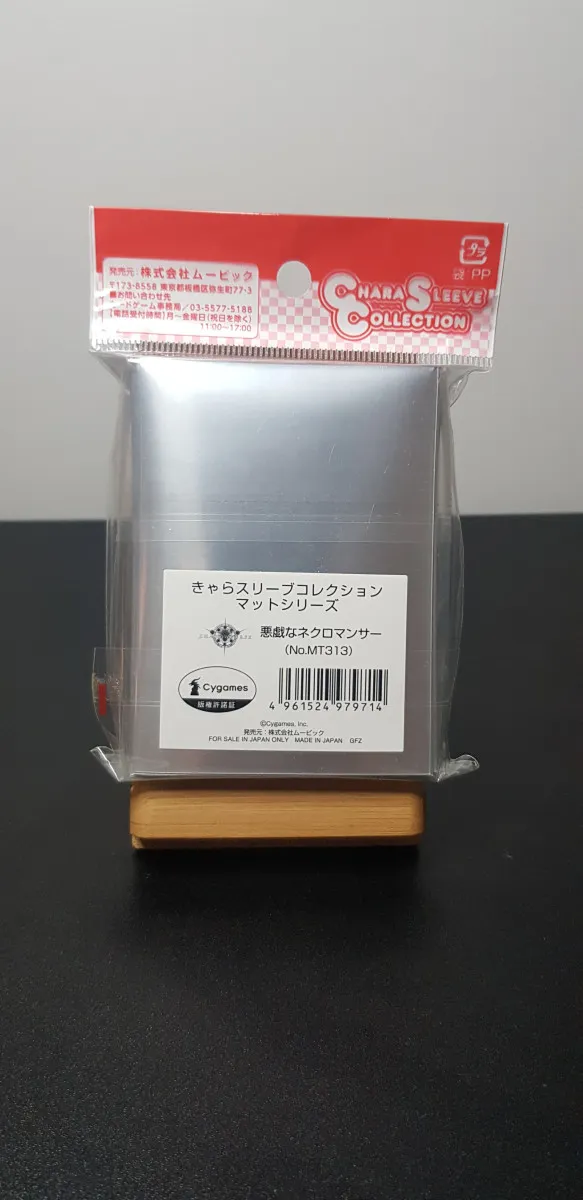 発売元：株式会社ムービック
〒173-8558 東京都板橋区弥生町77-3
■お問い合わせ先
カードゲーム事務局／03-5577-5188
【電話受付時間】月～金曜日(祝日を除く)
11:00～17:00
プラ
袋 PP
CHARA SLEEVE
COLLECTION
きゃらスリーブコレクション
マットシリーズ
悪戯なネクロマンサー
(No.MT313)
Cygames
版権許諾証
4 961524 979714
©Cygames, Inc.
発売元：株式会社ムービック
FOR SALE IN JAPAN ONLY. MADE IN JAPAN GFZ